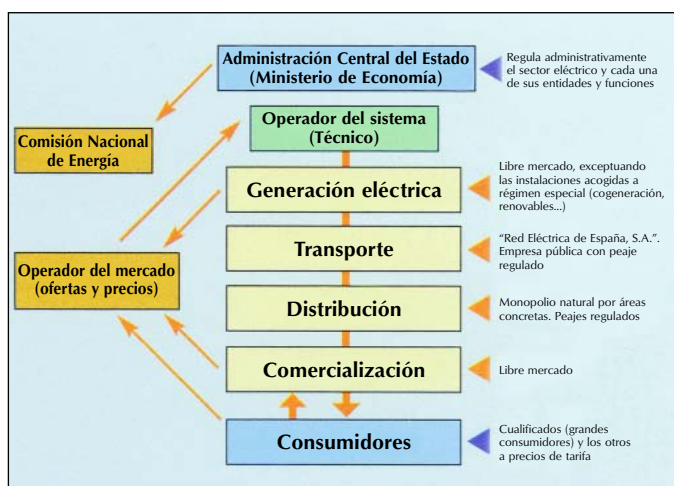 Administración Central del Estado
(Ministerio de Economía)
Regula administrativamente
el sector eléctrico y cada una
de sus entidades y funciones
Comisión Nacional
de Energía
Operador del sistema
(Técnico)
Generación eléctrica
Libre mercado, exceptuando
las instalaciones acogidas a
régimen especial (cogeneración,
renovables...)
Transporte
“Red Eléctrica de España, S.A.”.
Empresa pública con peaje
regulado
Operador del mercado
(ofertas y precios)
Distribución
Monopolio natural por áreas
concretas. Peajes regulados
Comercialización
Libre mercado
Consumidores
Cualificados (grandes
consumidores) y los otros
a precios de tarifa